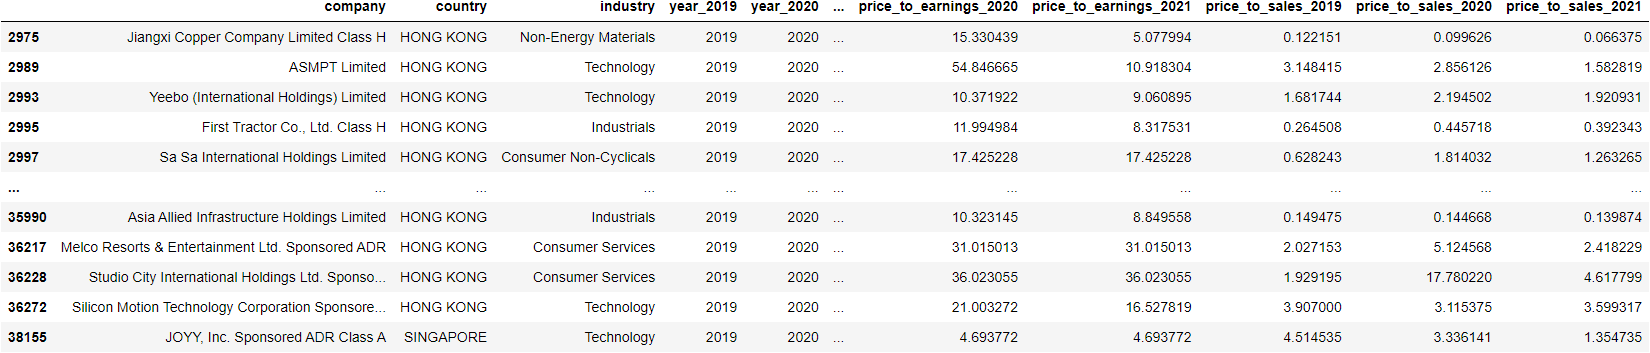 company country industry year_2019 year_2020 ... price_to_earnings_2020 price_to_earnings_2021 price_to_sales_2019 price_to_sales_2020 price_to_sales_2021
2975 Jiangxi Copper Company Limited Class H HONG KONG Non-Energy Materials 2019 2020 ... 15.330439 5.077994 0.122151 0.099626 0.066375
2989 ASMPT Limited HONG KONG Technology 2019 2020 ... 54.846665 10.918304 3.148415 2.856126 1.582819
2993 Yeebo (International Holdings) Limited HONG KONG Technology 2019 2020 ... 10.371922 9.060895 1.681744 2.194502 1.920931
2995 First Tractor Co., Ltd. Class H HONG KONG Industrials 2019 2020 ... 11.994984 8.317531 0.264508 0.445718 0.392343
2997 Sa Sa International Holdings Limited HONG KONG Consumer Non-Cyclicals 2019 2020 ... 17.425228 17.425228 0.628243 1.814032 1.263265
... ... ... ... ... ... ... ... ... ... ... ...
35990 Asia Allied Infrastructure Holdings Limited HONG KONG Industrials 2019 2020 ... 10.323145 8.849558 0.149475 0.144668 0.139874
36217 Melco Resorts & Entertainment Ltd. Sponsored ADR HONG KONG Consumer Services 2019 2020 ... 31.015013 31.015013 2.027153 5.124568 2.418229
36228 Studio City International Holdings Ltd. Sponso... HONG KONG Consumer Services 2019 2020 ... 36.023055 36.023055 1.929195 17.780220 4.617799
36272 Silicon Motion Technology Corporation Sponsore... HONG KONG Technology 2019 2020 ... 21.003272 16.527819 3.907000 3.115375 3.599317
38155 JOYY, Inc. Sponsored ADR Class A SINGAPORE Technology 2019 2020 ... 4.693772 4.693772 4.514535 3.336141 1.354735